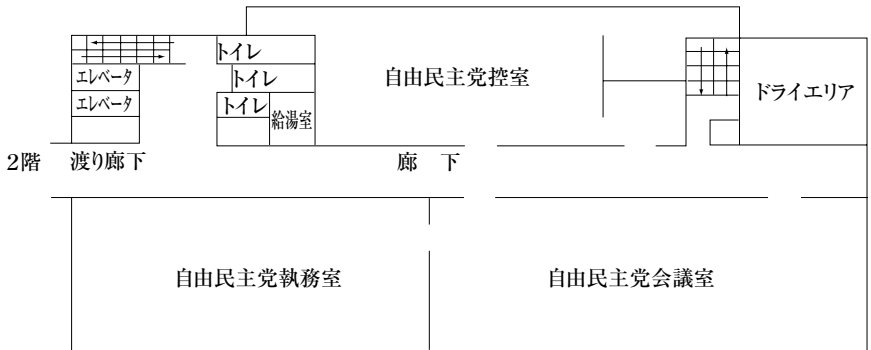 トイレ
エレベータ
トイレ
自由民主党控室
ドライエリア
エレベータ
トイレ
給湯室
2階 渡り廊下
廊 下
自由民主党執務室
自由民主党会議室